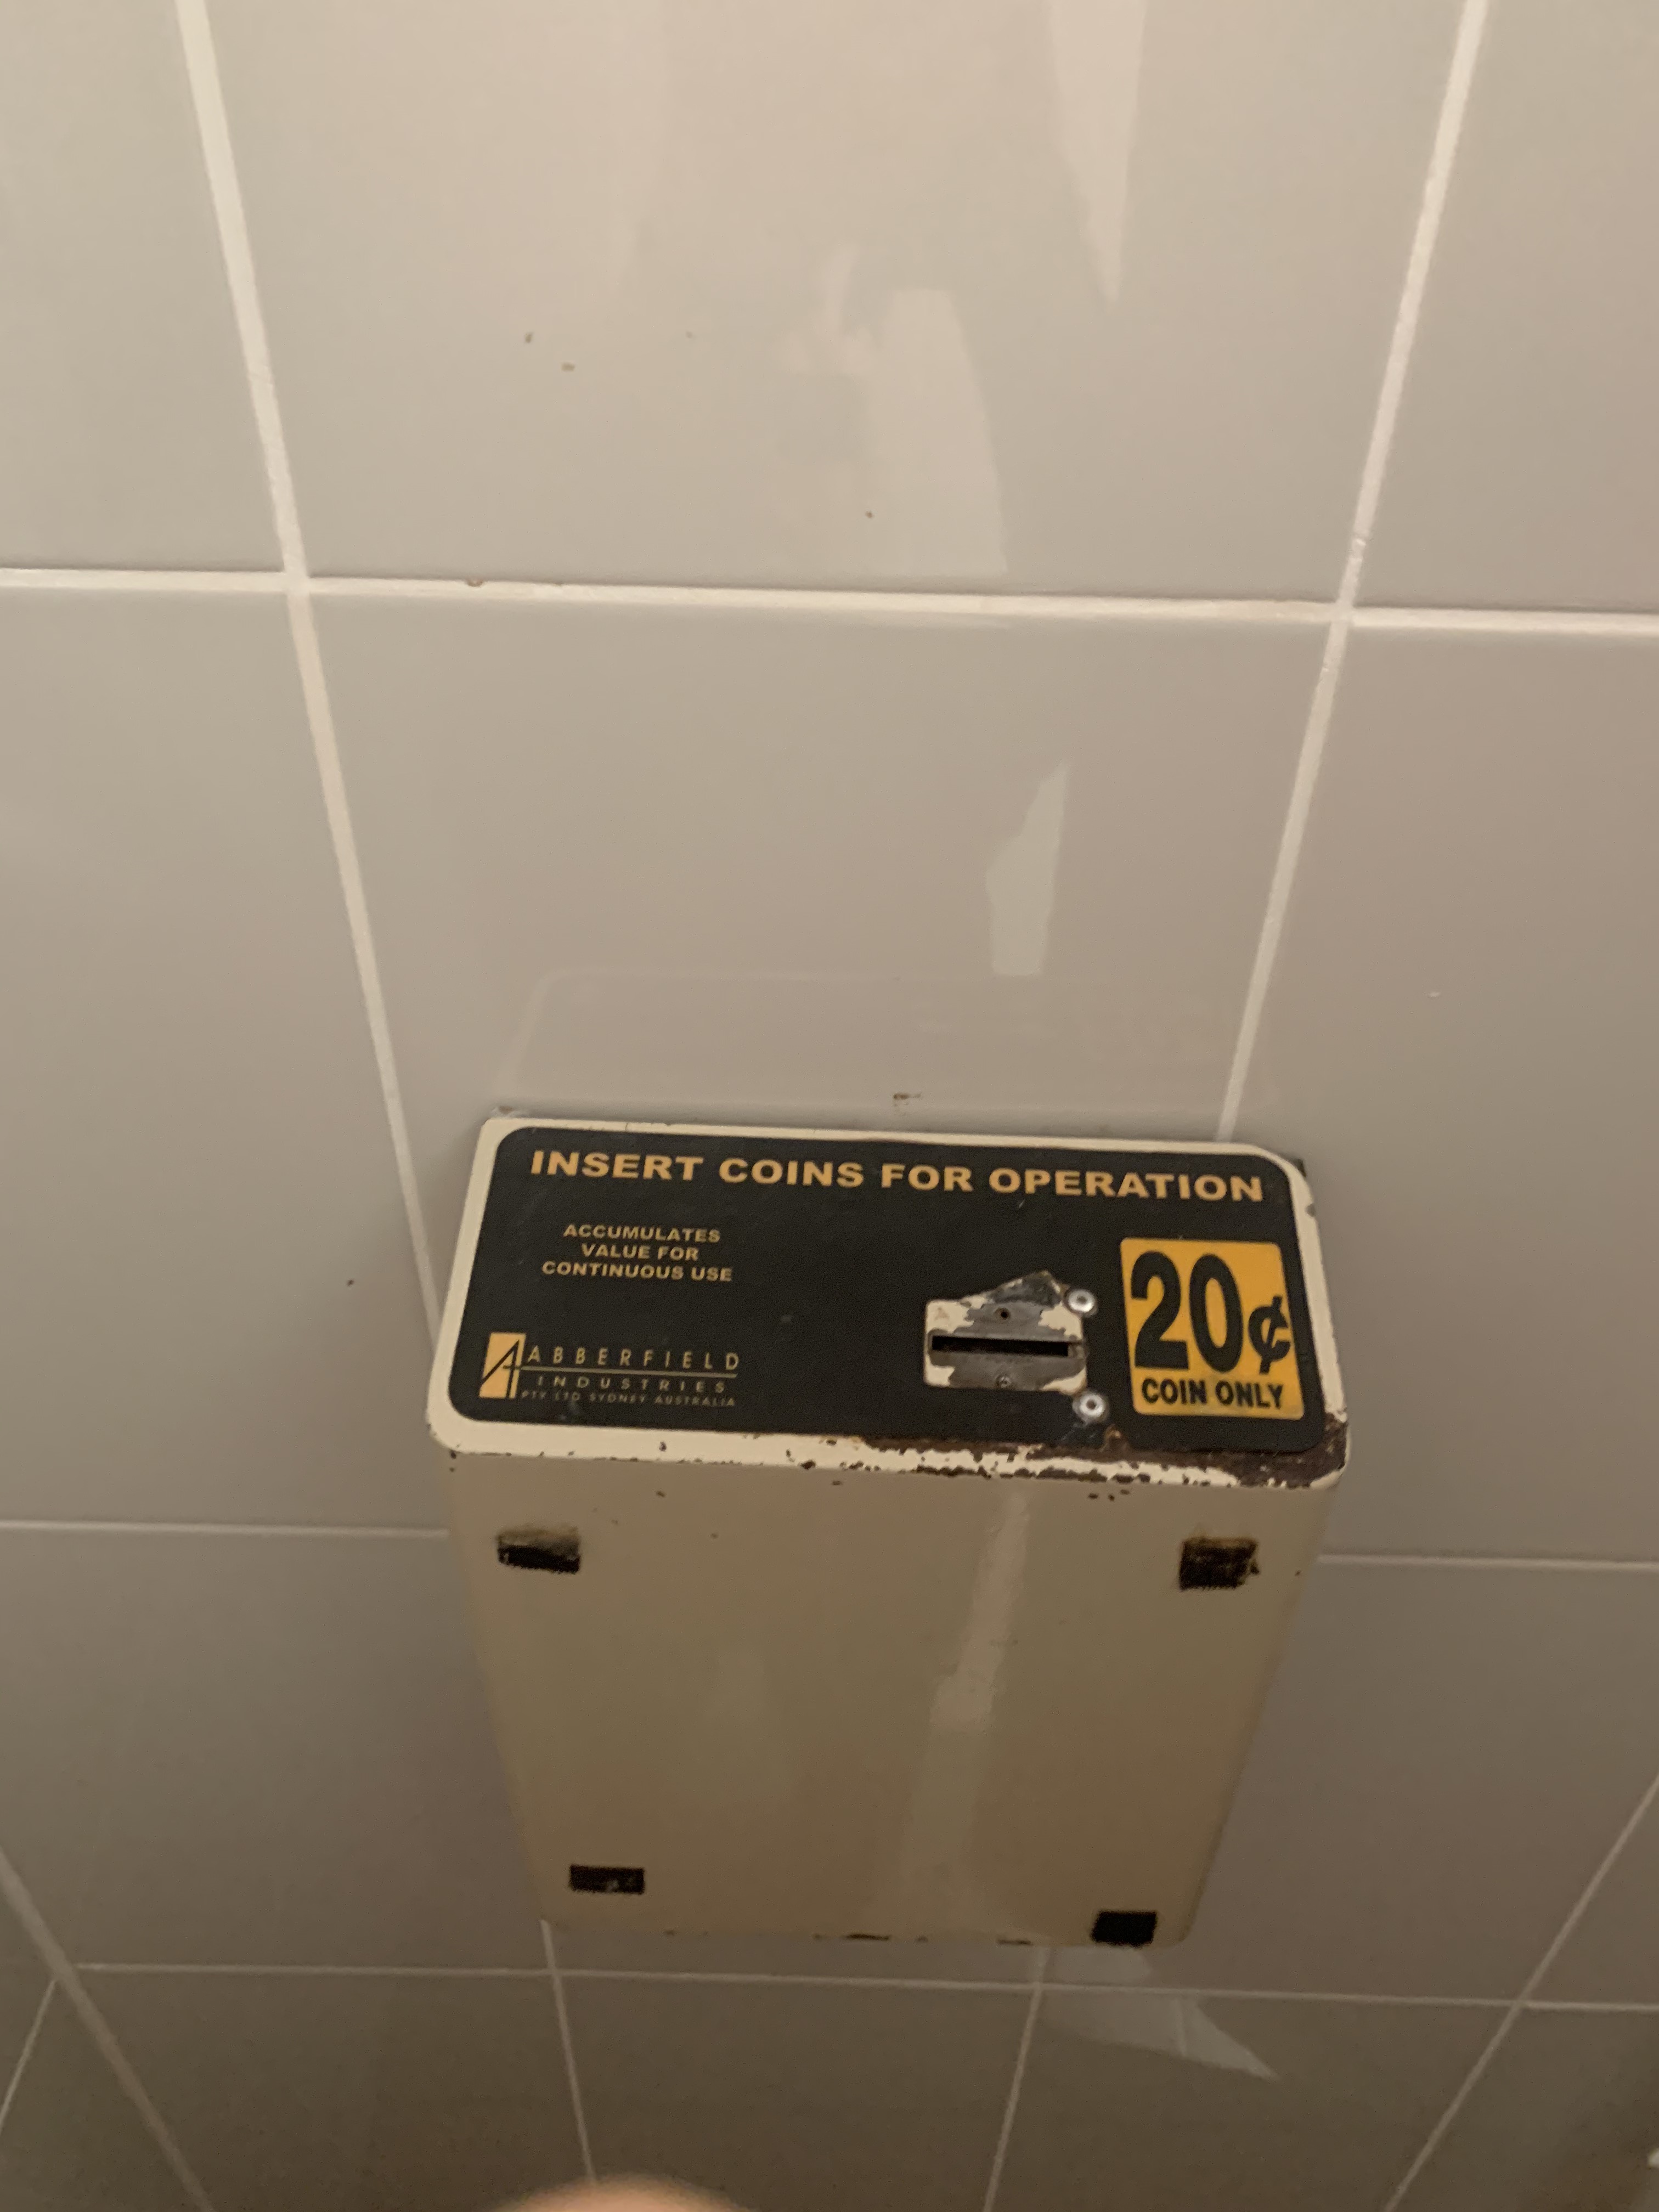 INSERT COINS FOR OPERATION
ACCUMULATES
VALUE FOR
CONTINUOUS USE
20¢
COIN ONLY
ABBERFIELD
INDUSTRIES
PTY LTD SYDNEY AUSTRALIA